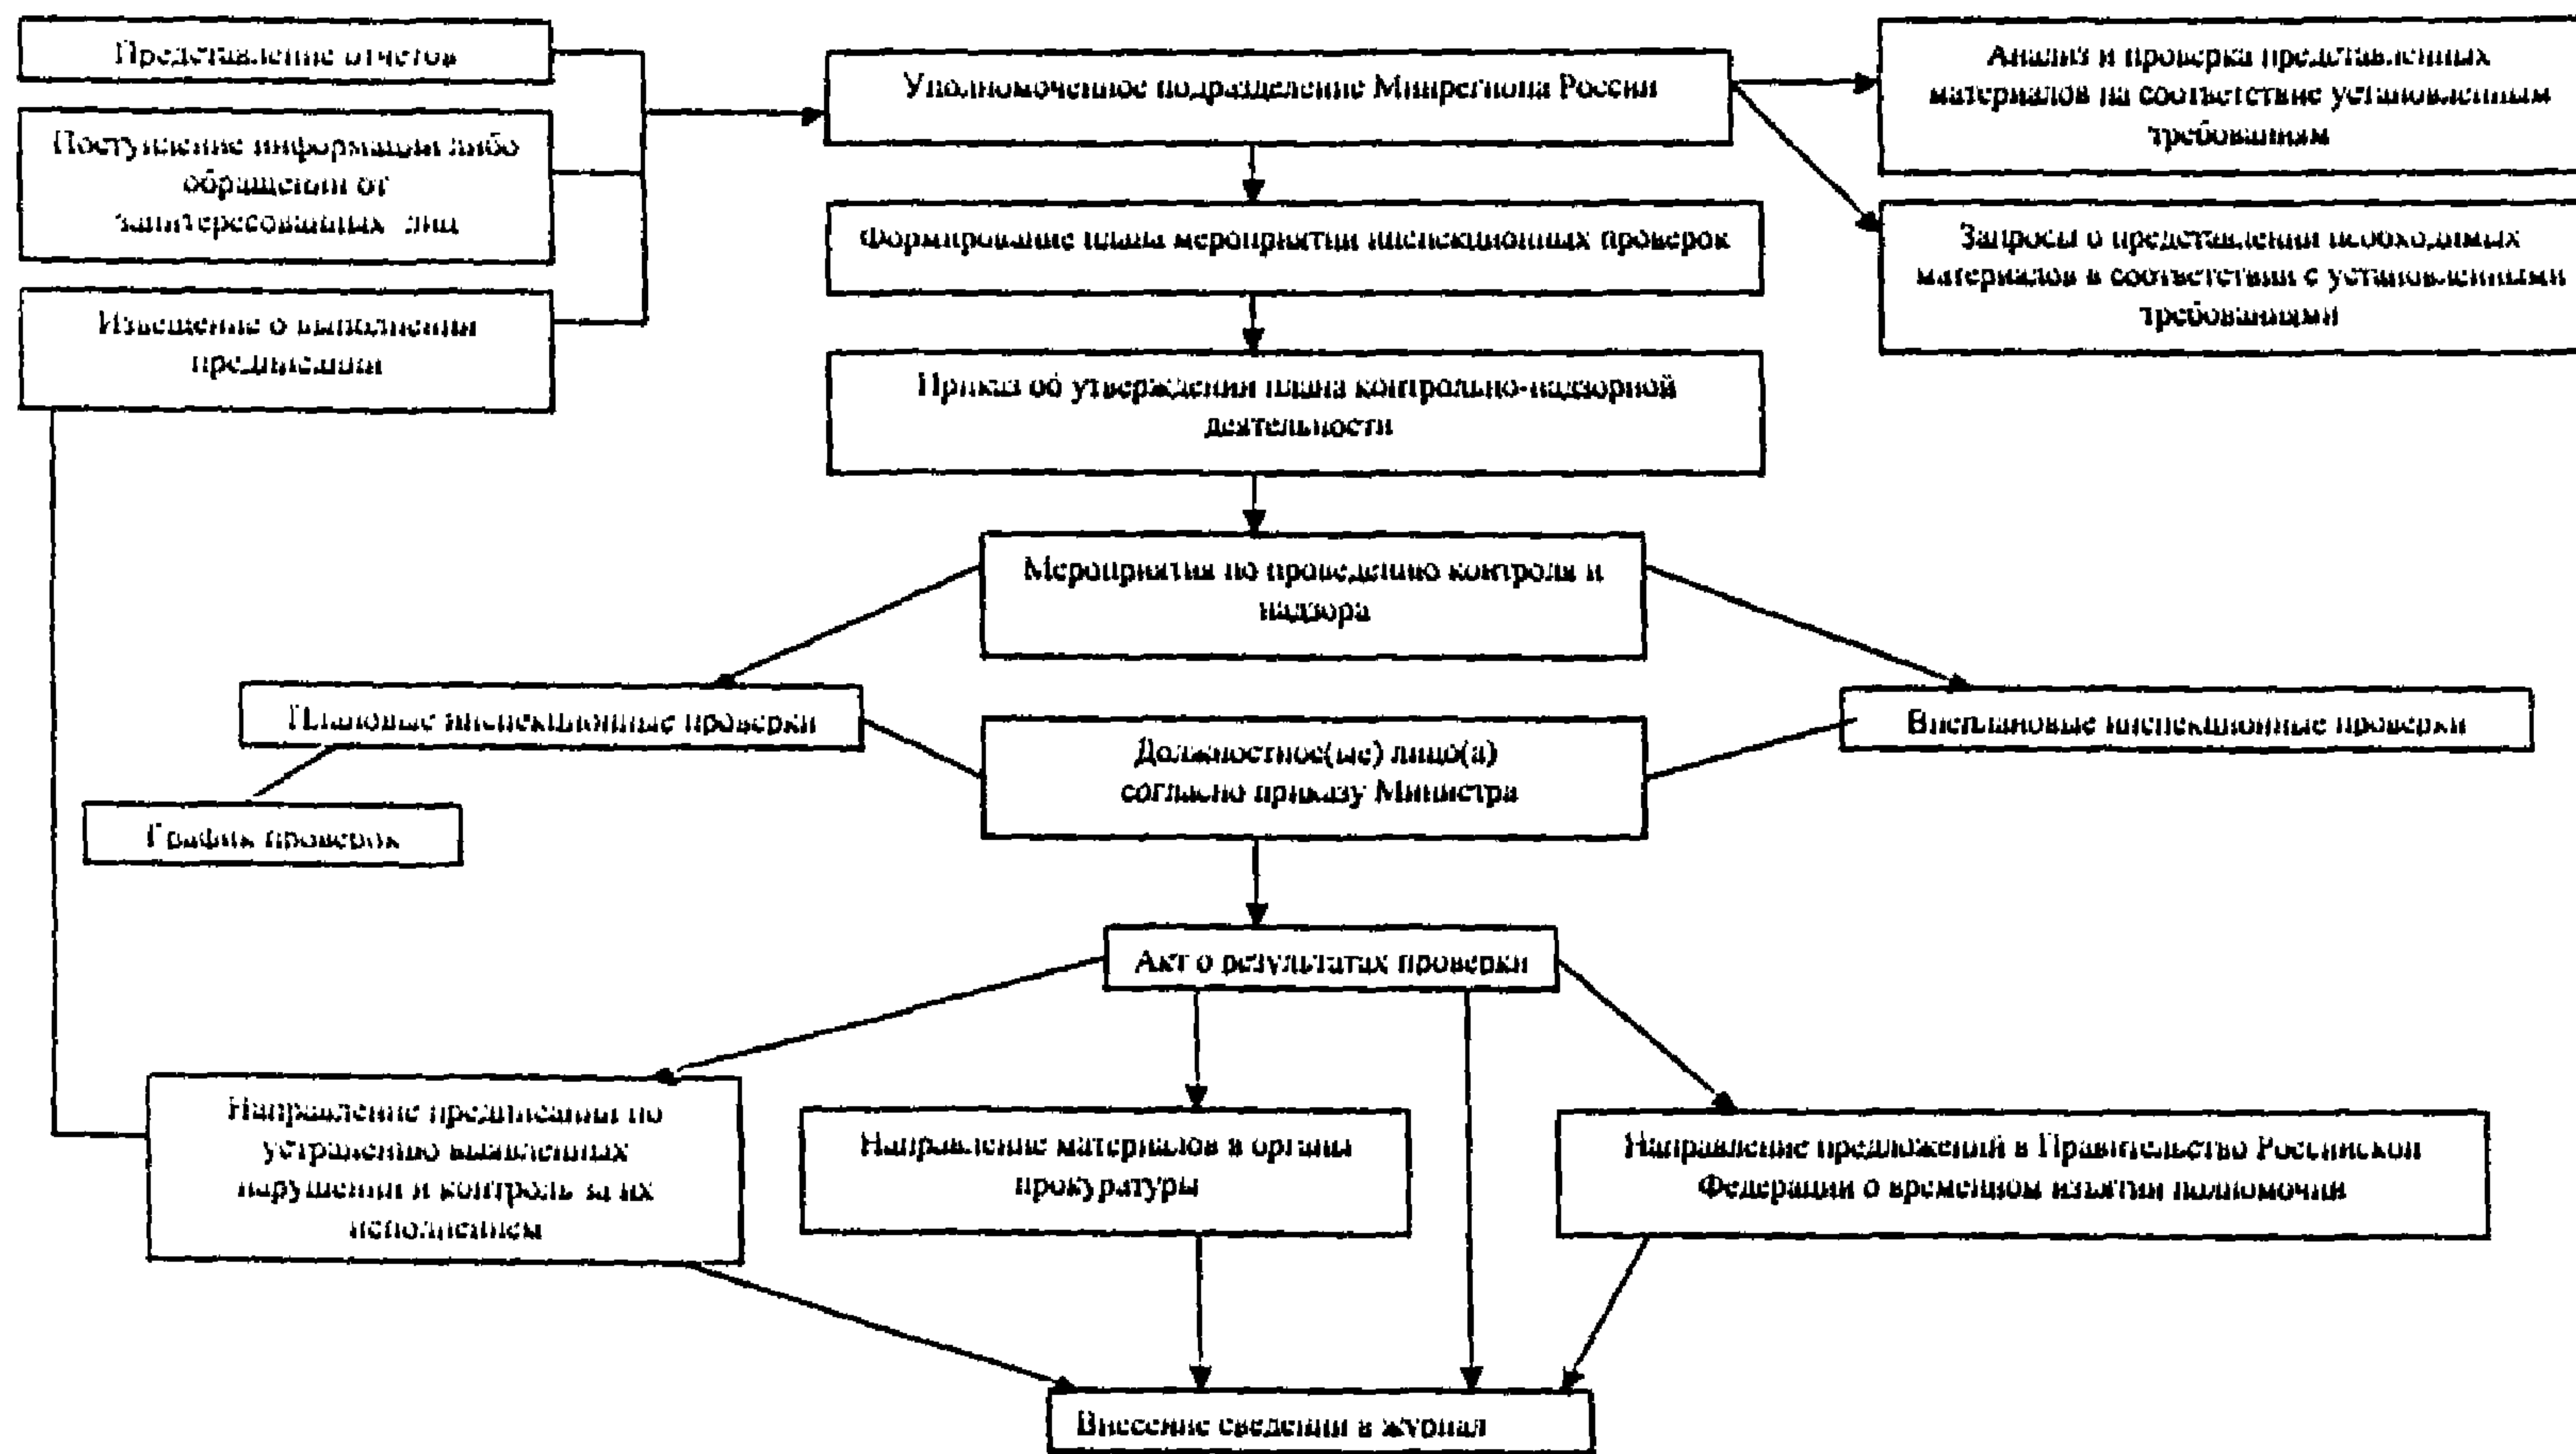 Представление отчетов
Поступление информации либо
обращений от
заинтересованных лиц
Извещение о выполнении
предписаний
Уполномоченное подразделение Минрегиона России
Анализ и проверка представленных
материалов на соответствие установленным
требованиям
Запросы о представлении необходимых
материалов в соответствии с установленными
требованиями
Формирование плана мероприятий инспекционных проверок
Приказ об утверждении плана контрольно-надзорной
деятельности
Мероприятия по проведению контроля и
надзора
Плановые инспекционные проверки
Внеплановые инспекционные проверки
Должностное(ые) лицо(а)
согласно приказу Министра
График проверок
Акт о результатах проверки
Направление предписаний по
устранению выявленных
нарушений и контроль за их
исполнением
Направление материалов в органы
прокуратуры
Направление предложений в Правительство Российской
Федерации о временном изъятии полномочий
Внесение сведений в журнал